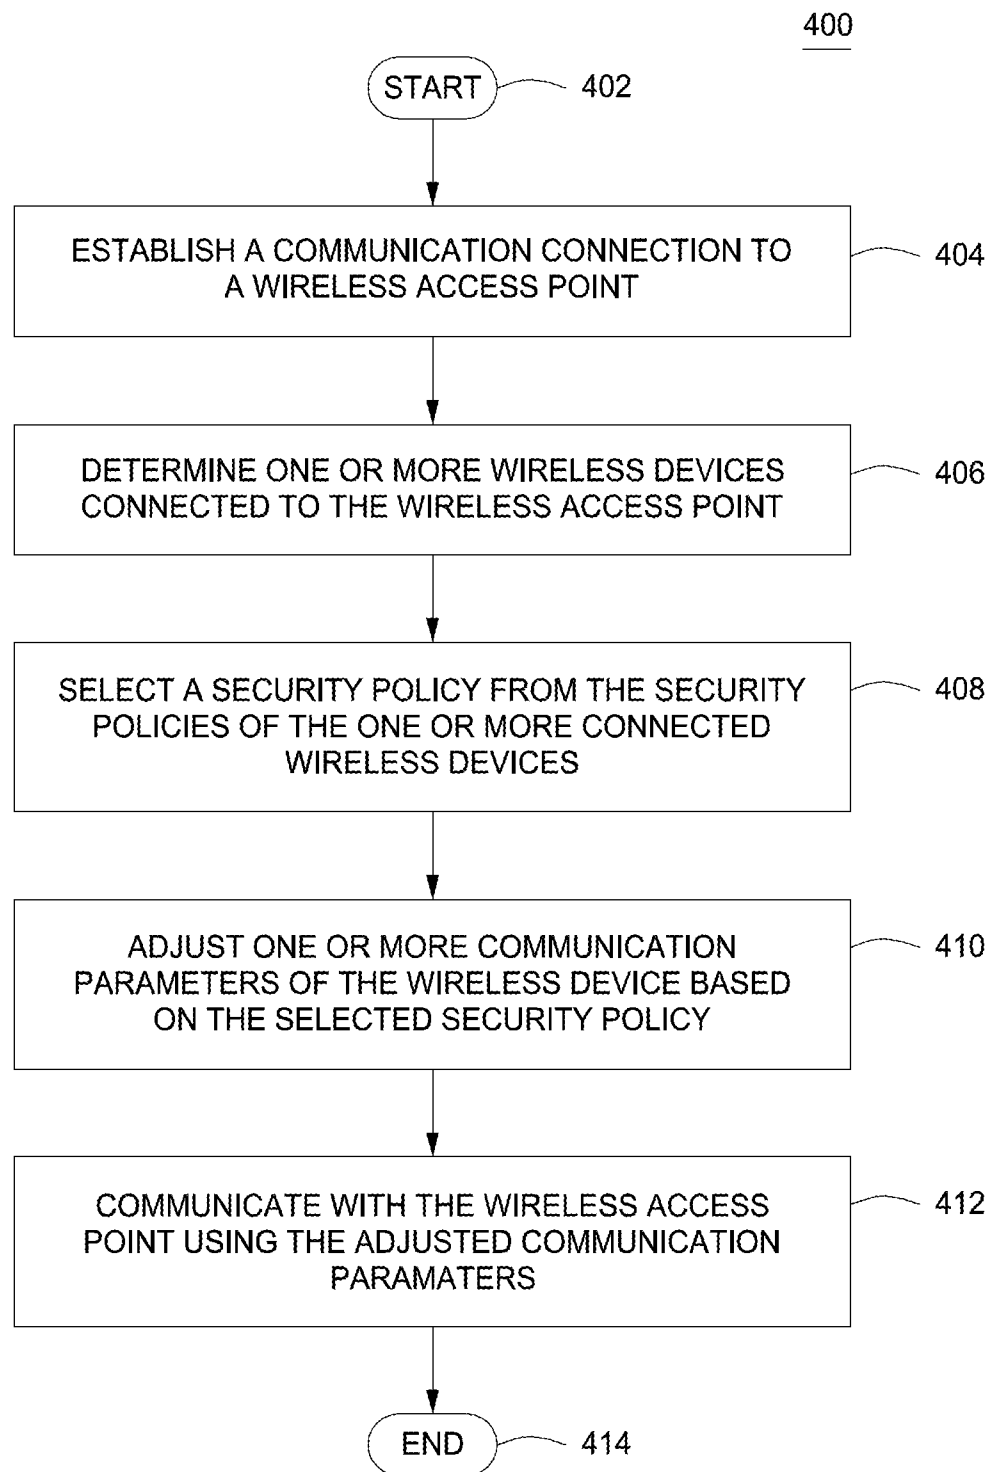 400
START
402
ESTABLISH A COMMUNICATION CONNECTION TO
A WIRELESS ACCESS POINT
404
DETERMINE ONE OR MORE WIRELESS DEVICES
CONNECTED TO THE WIRELESS ACCESS POINT
406
SELECT A SECURITY POLICY FROM THE SECURITY
POLICIES OF THE ONE OR MORE CONNECTED
WIRELESS DEVICES
408
ADJUST ONE OR MORE COMMUNICATION
PARAMETERS OF THE WIRELESS DEVICE BASED
ON THE SELECTED SECURITY POLICY
410
COMMUNICATE WITH THE WIRELESS ACCESS
POINT USING THE ADJUSTED COMMUNICATION
PARAMATERS
412
END
414